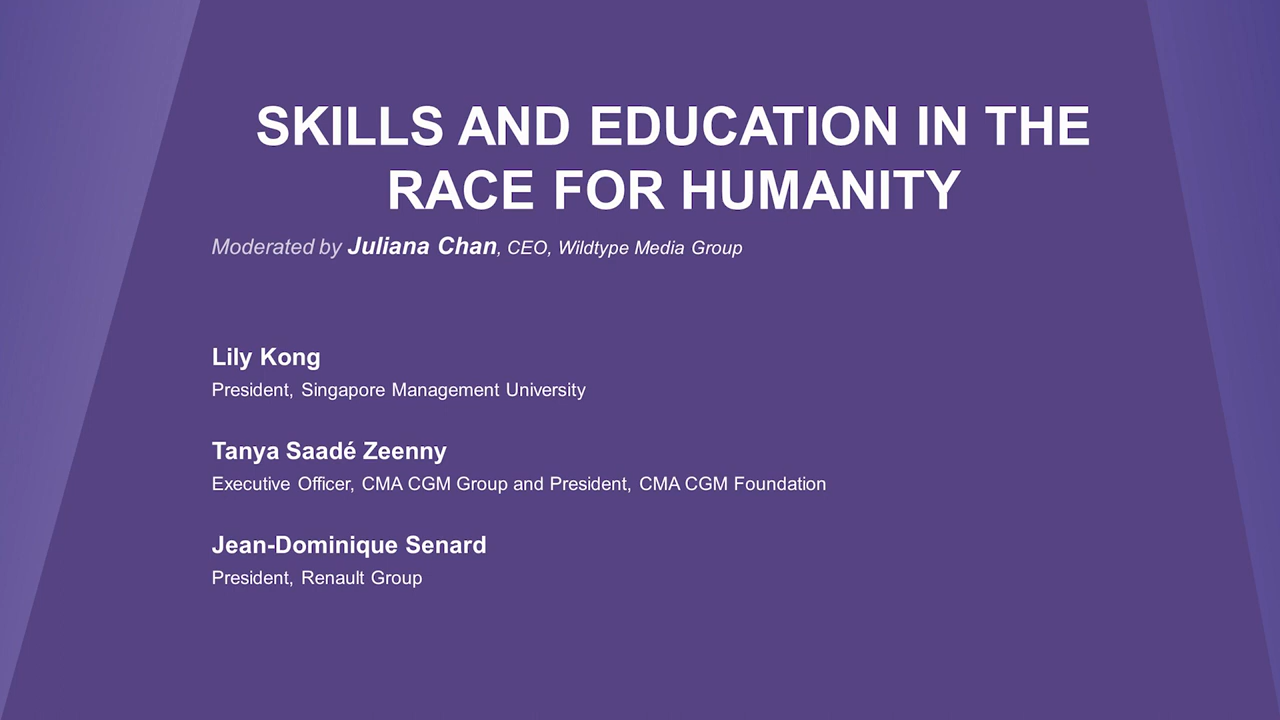 SKILLS AND EDUCATION IN THE
RACE FOR HUMANITY
Moderated by Juliana Chan, CEO, Wildtype Media Group
Lily Kong
President, Singapore Management University
Tanya Saadé Zeenny
Executive Officer, CMA CGM Group and President, CMA CGM Foundation
Jean-Dominique Senard
President, Renault Group